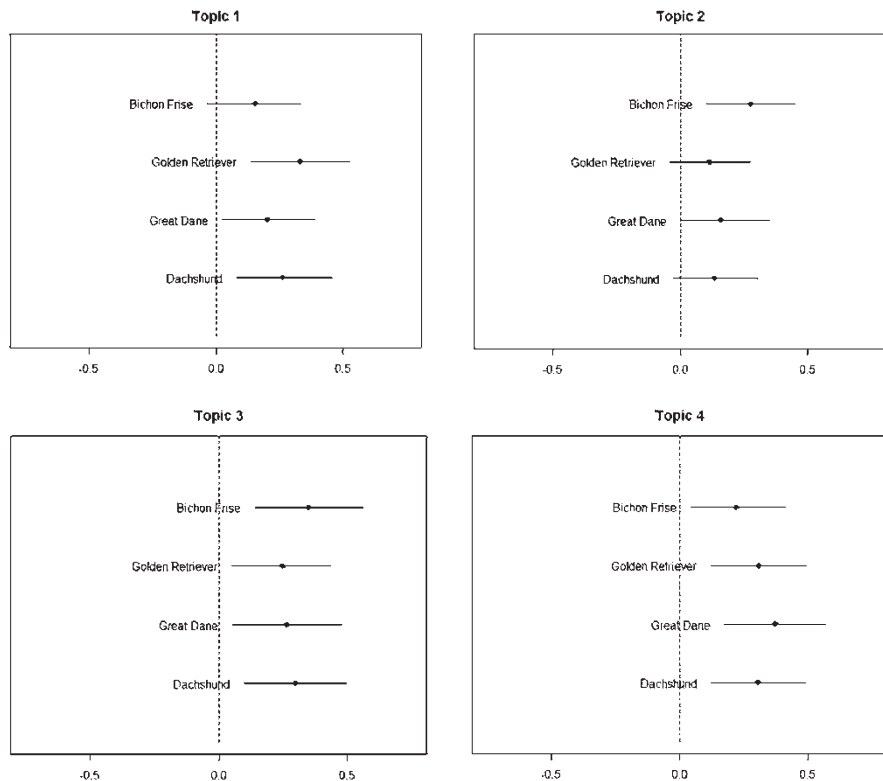 Topic 1
Bichon Frise
Golden Retriever
Great Dane
Dachshund
-0.5 0.0 0.5
Topic 2
Bichon Frise
Golden Retriever
Great Dane
Dachshund
-0.5 0.0 0.5
Topic 3
Bichon Frise
Golden Retriever
Great Dane
Dachshund
-0.5 0.0 0.5
Topic 4
Bichon Frise
Golden Retriever
Great Dane
Dachshund
-0.5 0.0 0.5